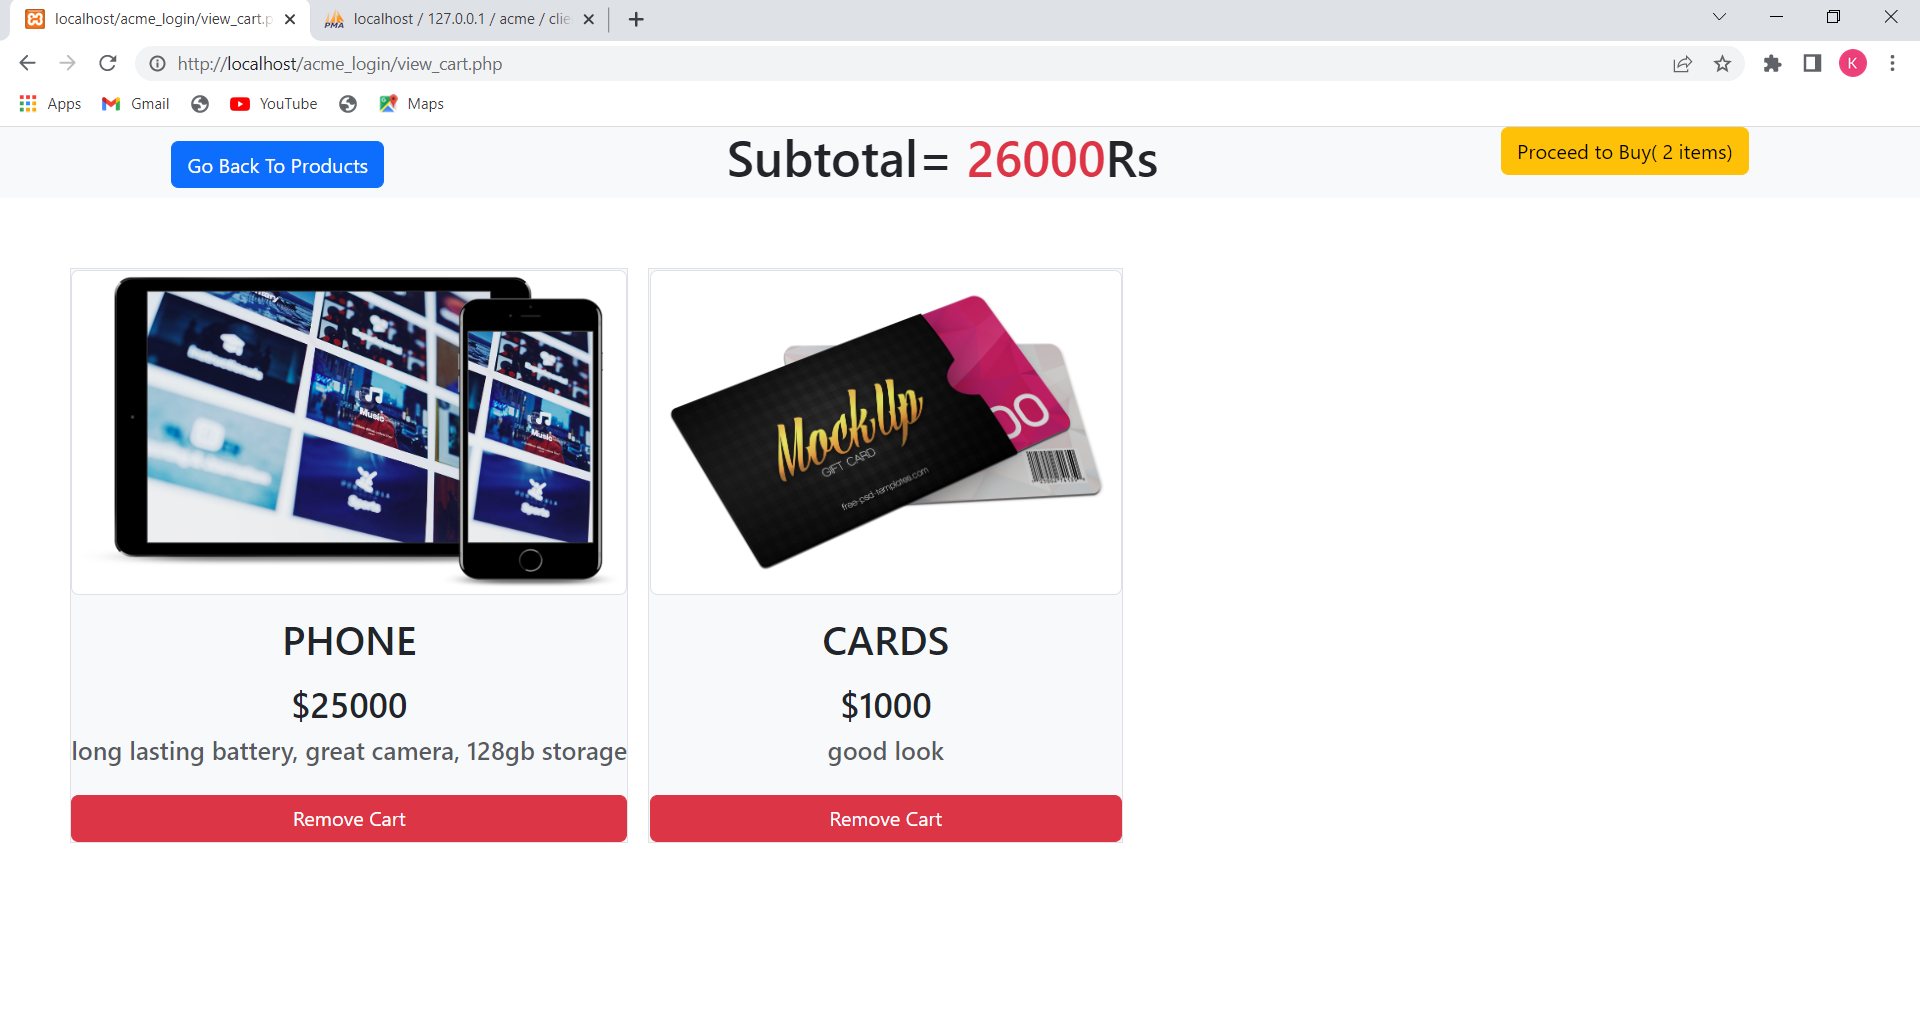 localhost/acme_login/view_cart.p
localhost / 127.0.0.1 / acme / clie
http://localhost/acme_login/view_cart.php
K
Apps
Gmail
YouTube
Maps
Go Back To Products
Subtotal= 26000Rs
Proceed to Buy( 2 items)
Music
Music
Sports
Sports
MockUp
GIFT CARD
free-psd-templates.com
00
PHONE
CARDS
$25000
$1000
long lasting battery, great camera, 128gb storage
good look
Remove Cart
Remove Cart